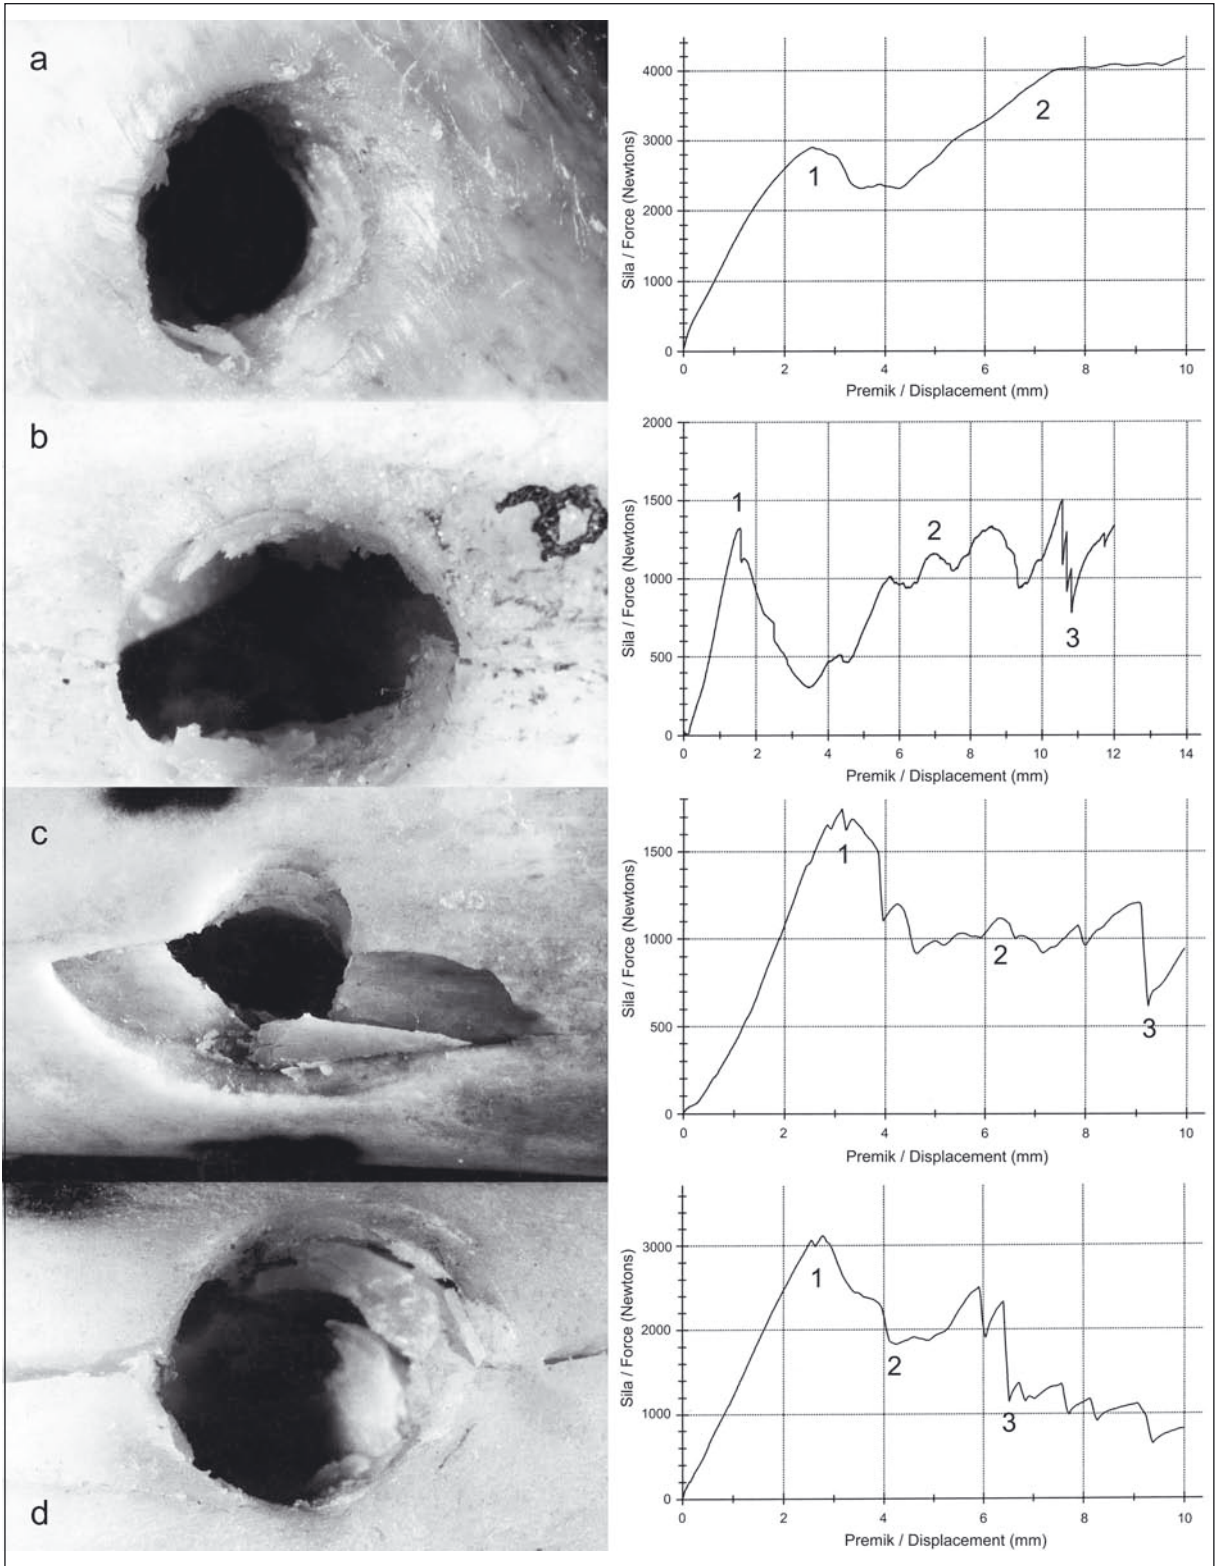 a
4000
3000
2000
1000
0
Sila / Force (Newtons)
1
2
0 2 4 6 8 10
Premik / Displacement (mm)
b
2000
1500
1000
500
0
Sila / Force (Newtons)
1
2
3
0 2 4 6 8 10 12 14
Premik / Displacement (mm)
c
1500
1000
500
0
Sila / Force (Newtons)
1
2
3
0 2 4 6 8 10
Premik / Displacement (mm)
d
3000
2000
1000
0
Sila / Force (Newtons)
1
2
3
0 2 4 6 8 10
Premik / Displacement (mm)